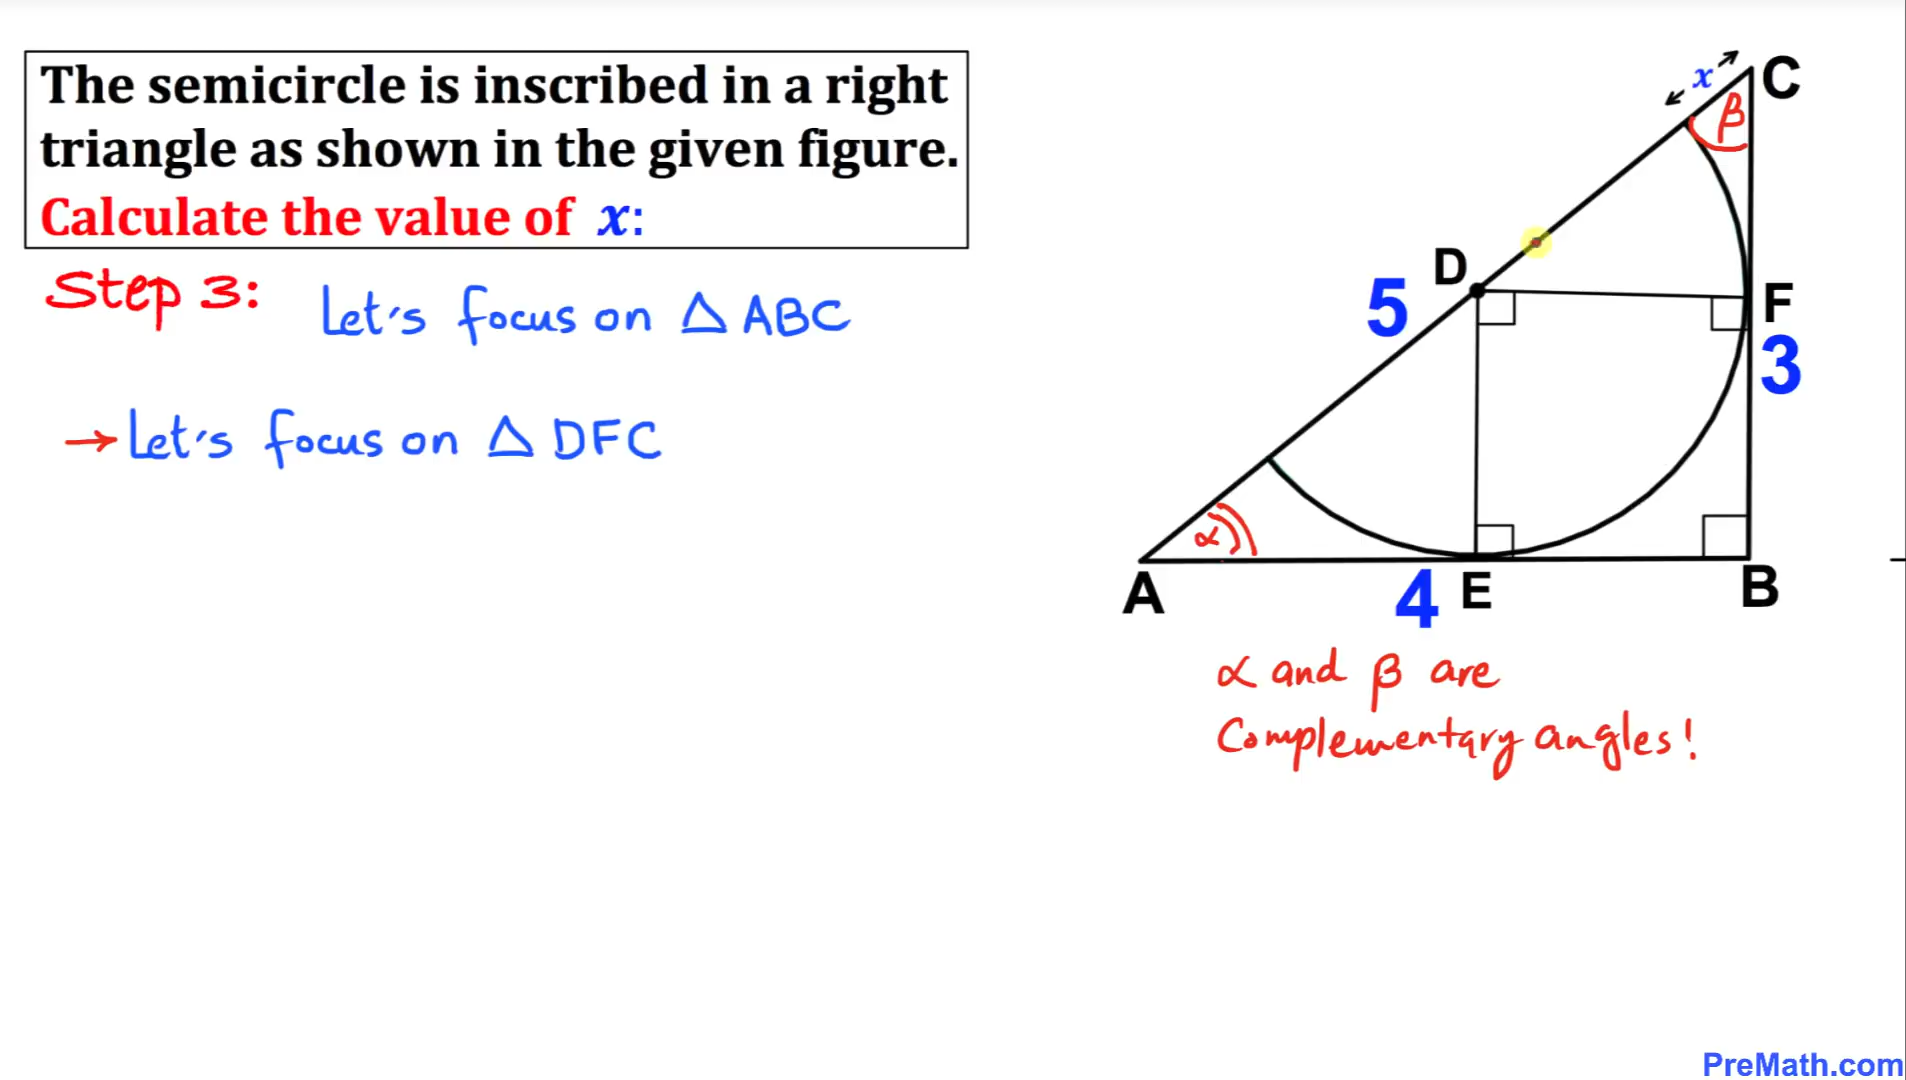 The semicircle is inscribed in a right
triangle as shown in the given figure.
Calculate the value of x:
Step 3: Let's focus on △ ABC
→ Let's focus on △ DFC
x
C
β
D
5
F
3
α
A
4
E
B
α and β are
Complementary angles!
PreMath.com